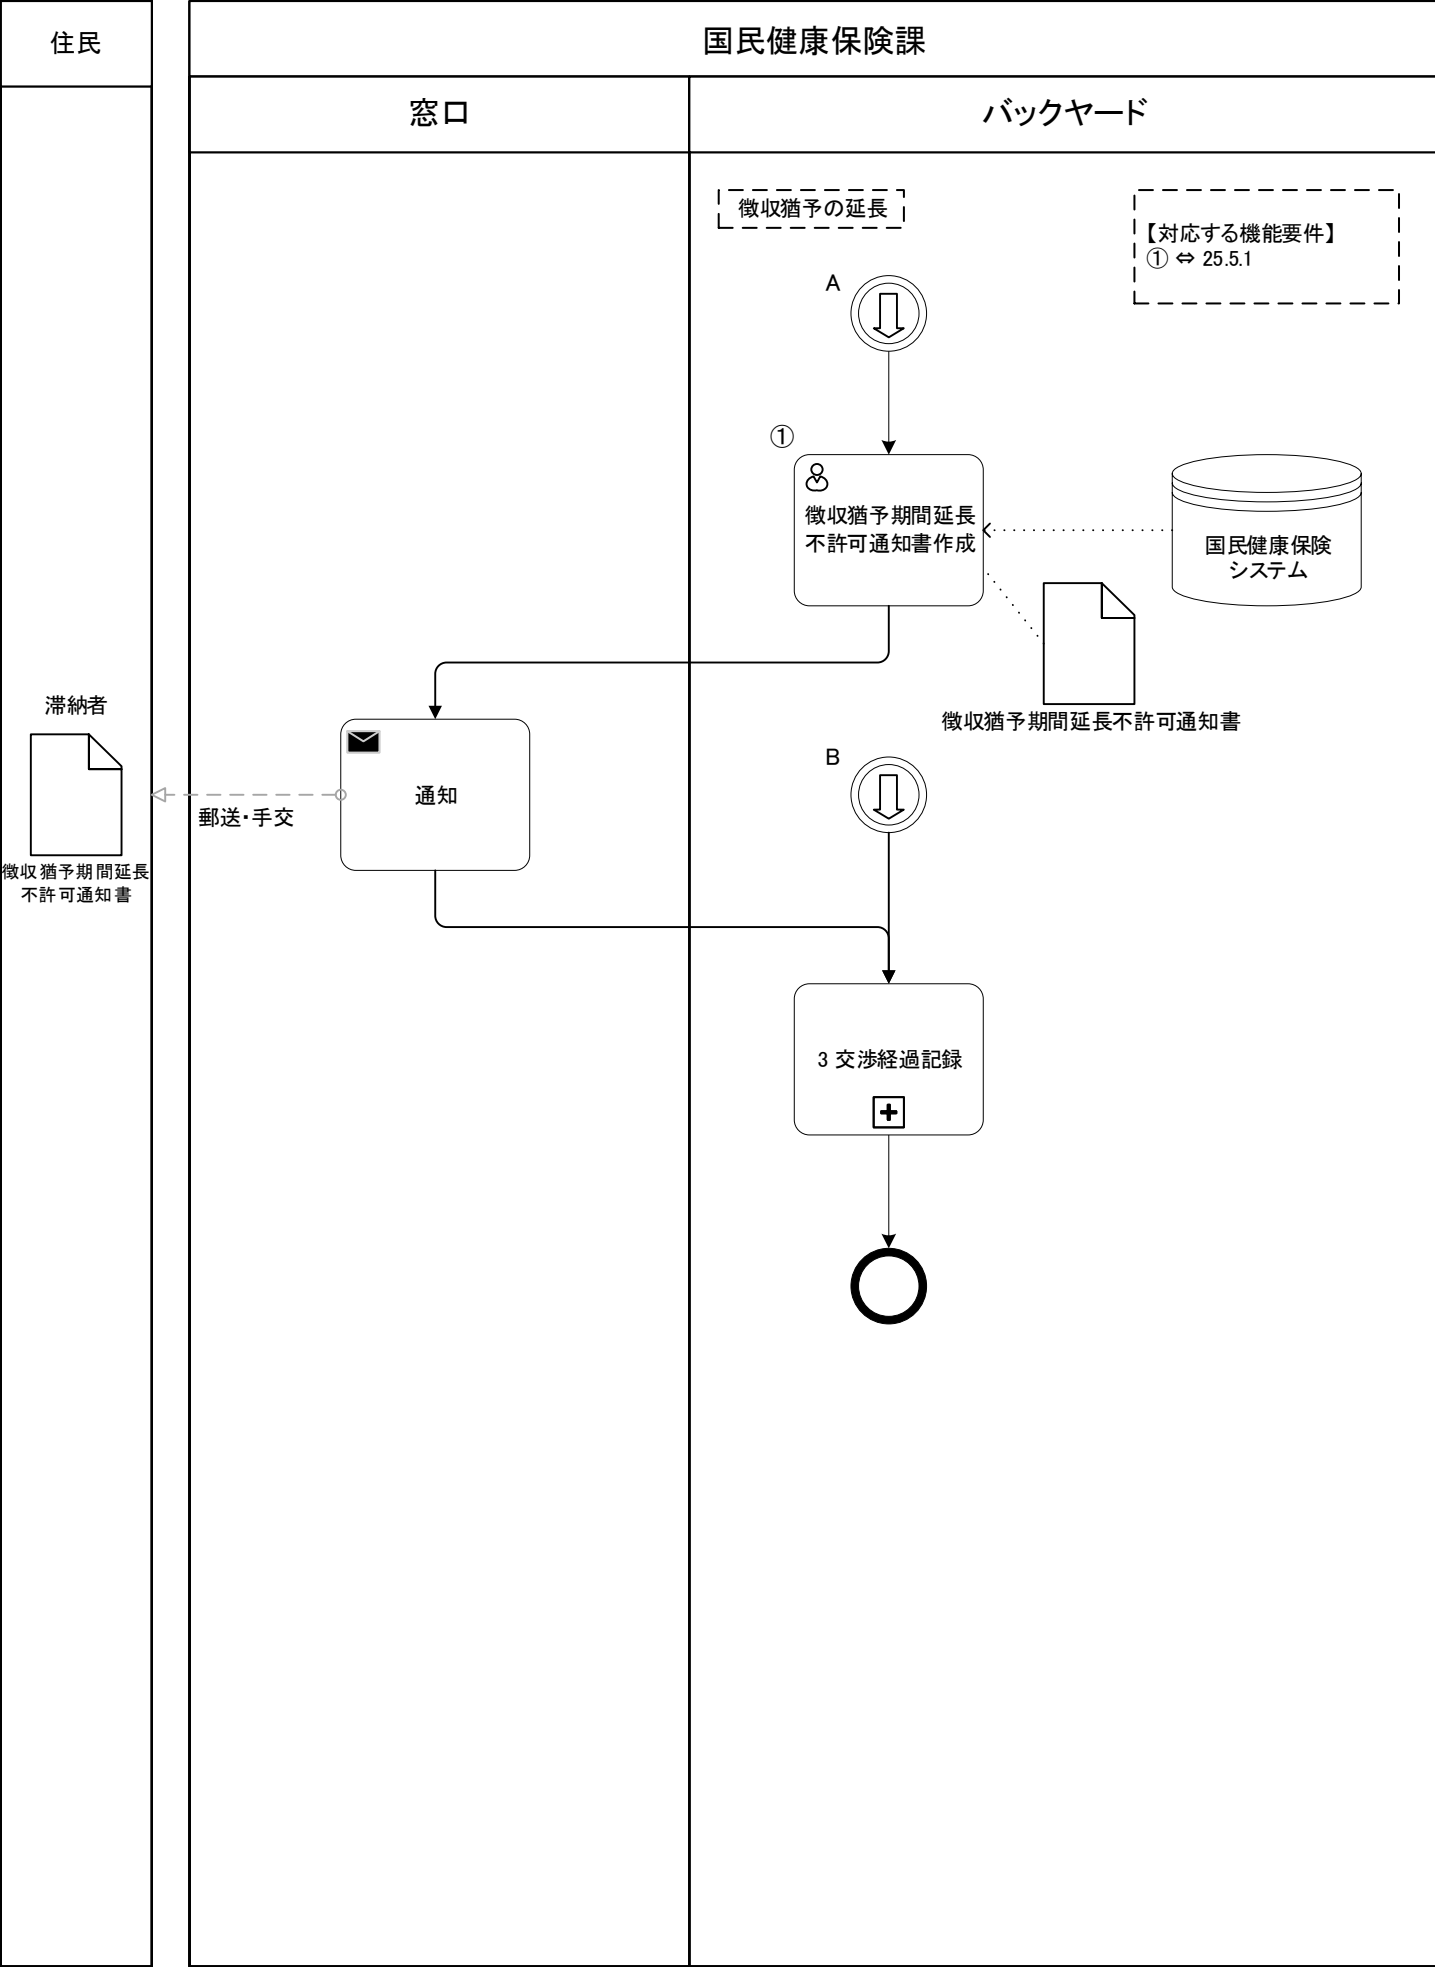 住民
国民健康保険課
窓口
バックヤード
徴収猶予の延長
【対応する機能要件】
① ⇔ 25.5.1
A
①
徴収猶予期間延長
不許可通知書作成
国民健康保険
システム
徴収猶予期間延長不許可通知書
滞納者
徴収猶予期間延長
不許可通知書
郵送・手交
通知
B
3 交渉経過記録